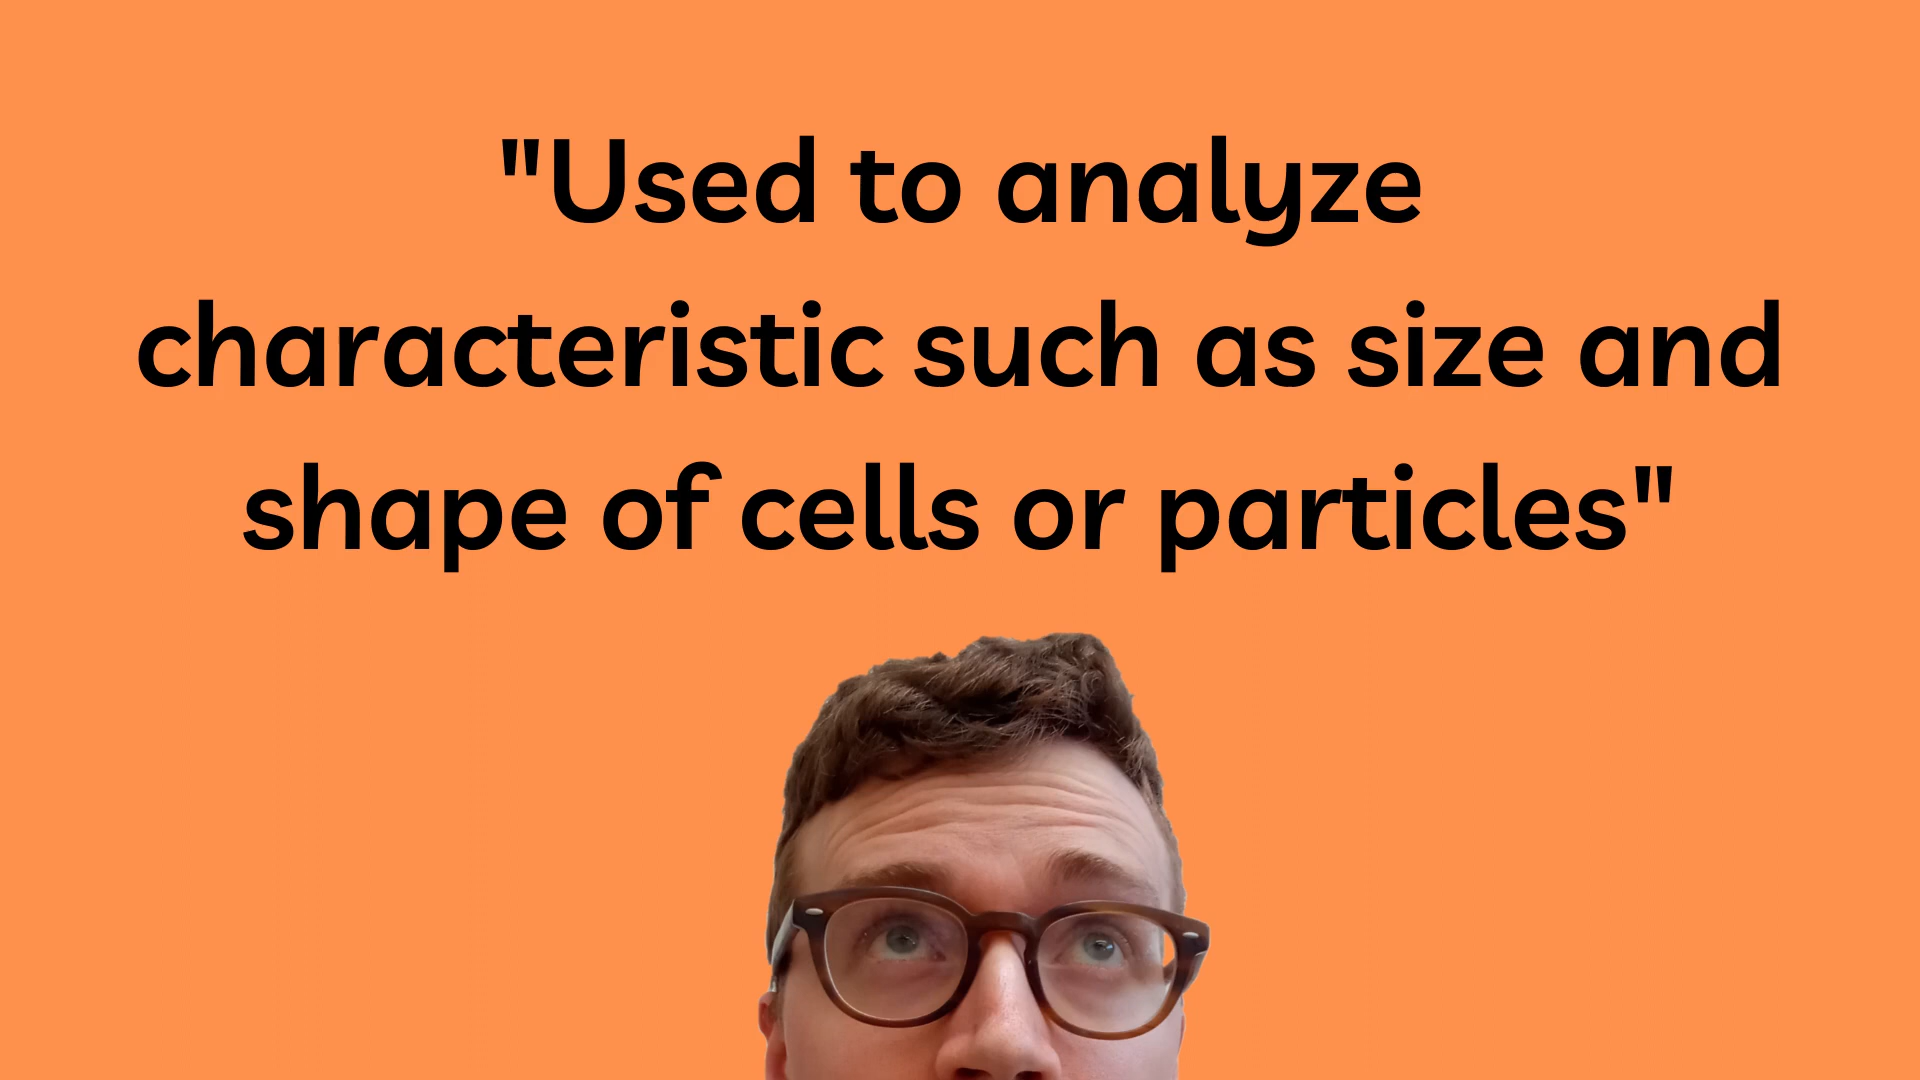 "Used to analyze
characteristic such as size and
shape of cells or particles"